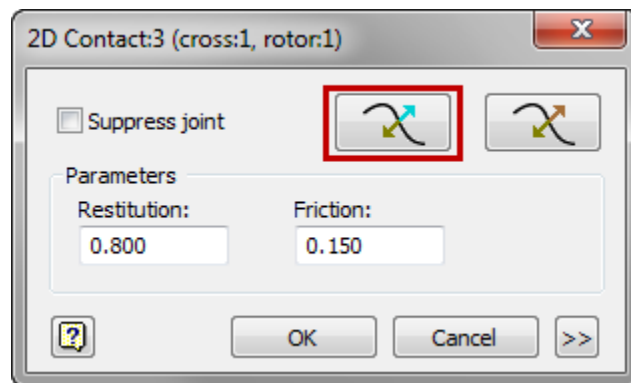 2D Contact:3 (cross:1, rotor:1)
Suppress joint
Parameters
Restitution: Friction:
0.800 0.150
? OK Cancel >>